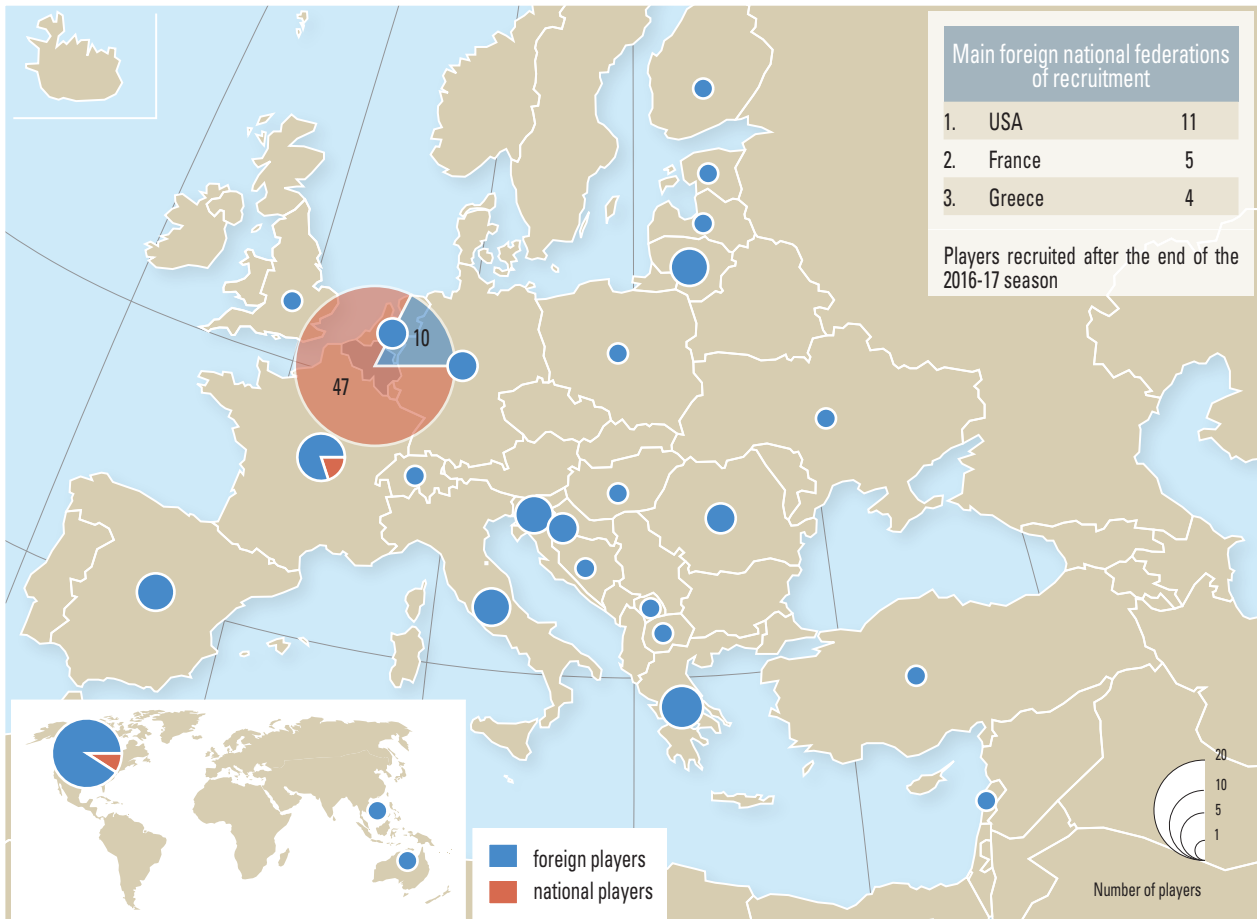 Main foreign national federations
of recruitment
1. USA 11
2. France 5
3. Greece 4
Players recruited after the end of the
2016-17 season
10
47
20
10
5
1
Number of players
foreign players
national players